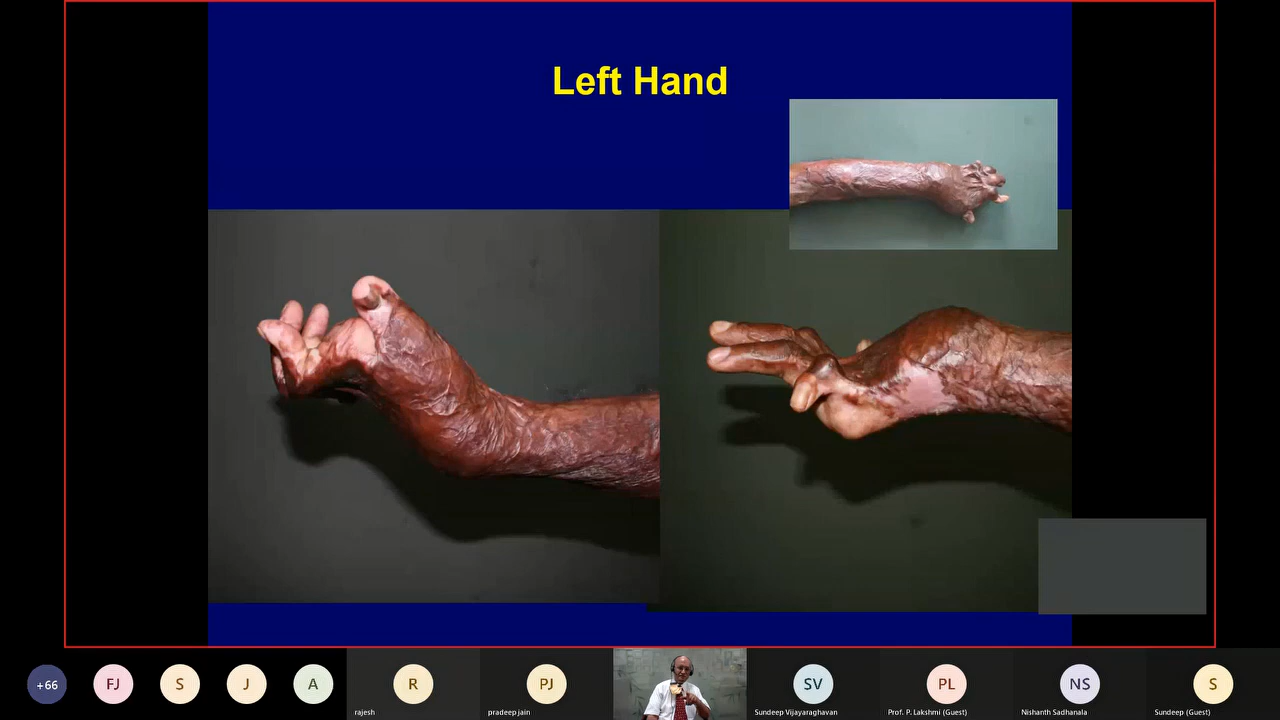 Left Hand
+66
FJ
S
J
A
R
PJ
SV
PL
NS
S
rajesh
pradeep jain
Sundeep Vijayaraghavan
Prof. P. Lakshmi (Guest)
Nishanth Sadhanala
Sundeep (Guest)